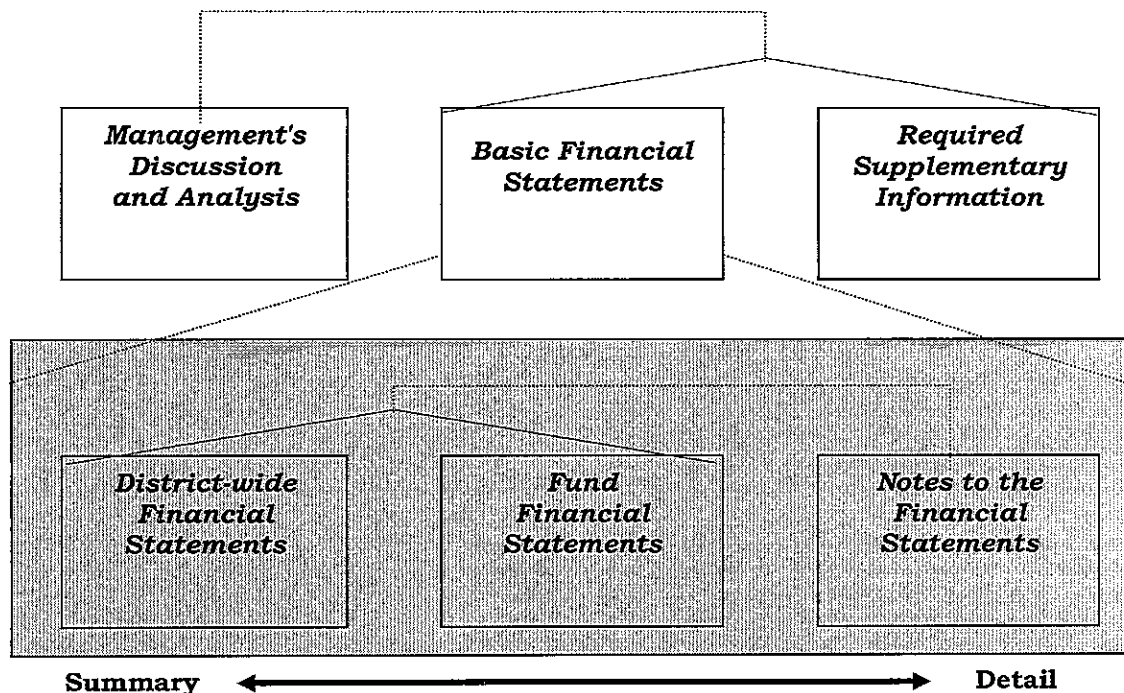 Management's
Discussion
and Analysis
Basic Financial
Statements
Required
Supplementary
Information
District-wide
Financial
Statements
Fund
Financial
Statements
Notes to the
Financial
Statements
Summary
Detail